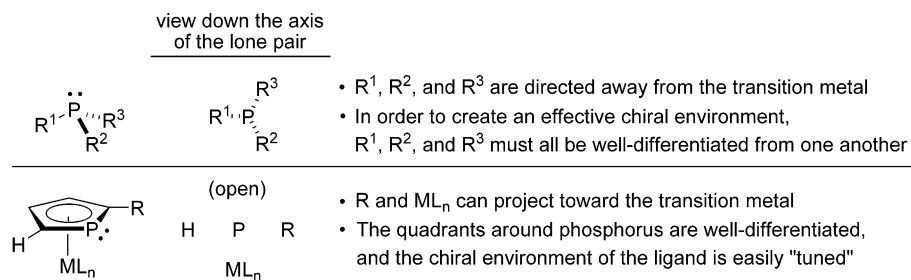 view down the axis
of the lone pair
P
R¹
R²
R³
R³
R¹
P
R²
• R¹, R², and R³ are directed away from the transition metal
• In order to create an effective chiral environment,
R¹, R², and R³ must all be well-differentiated from one another
R
P
H
MLₙ
(open)
H P R
MLₙ
• R and MLₙ can project toward the transition metal
• The quadrants around phosphorus are well-differentiated,
and the chiral environment of the ligand is easily "tuned"